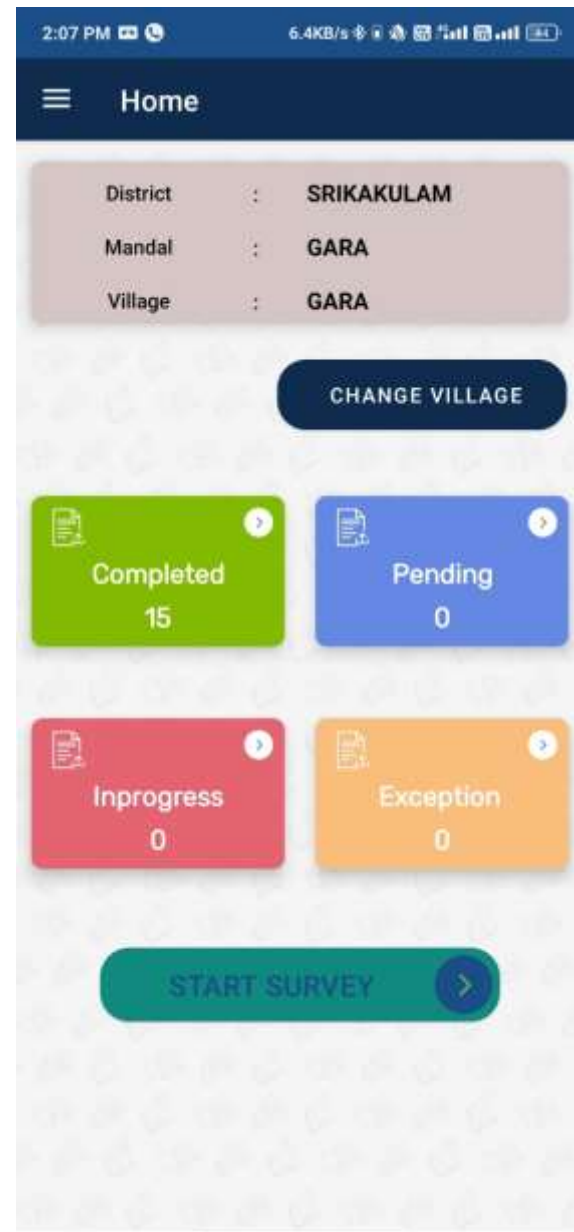 2:07 PM
6.4KB/s
Home
District : SRIKAKULAM
Mandal : GARA
Village : GARA
CHANGE VILLAGE
Completed
15
Pending
0
Inprogress
0
Exception
0
START SURVEY